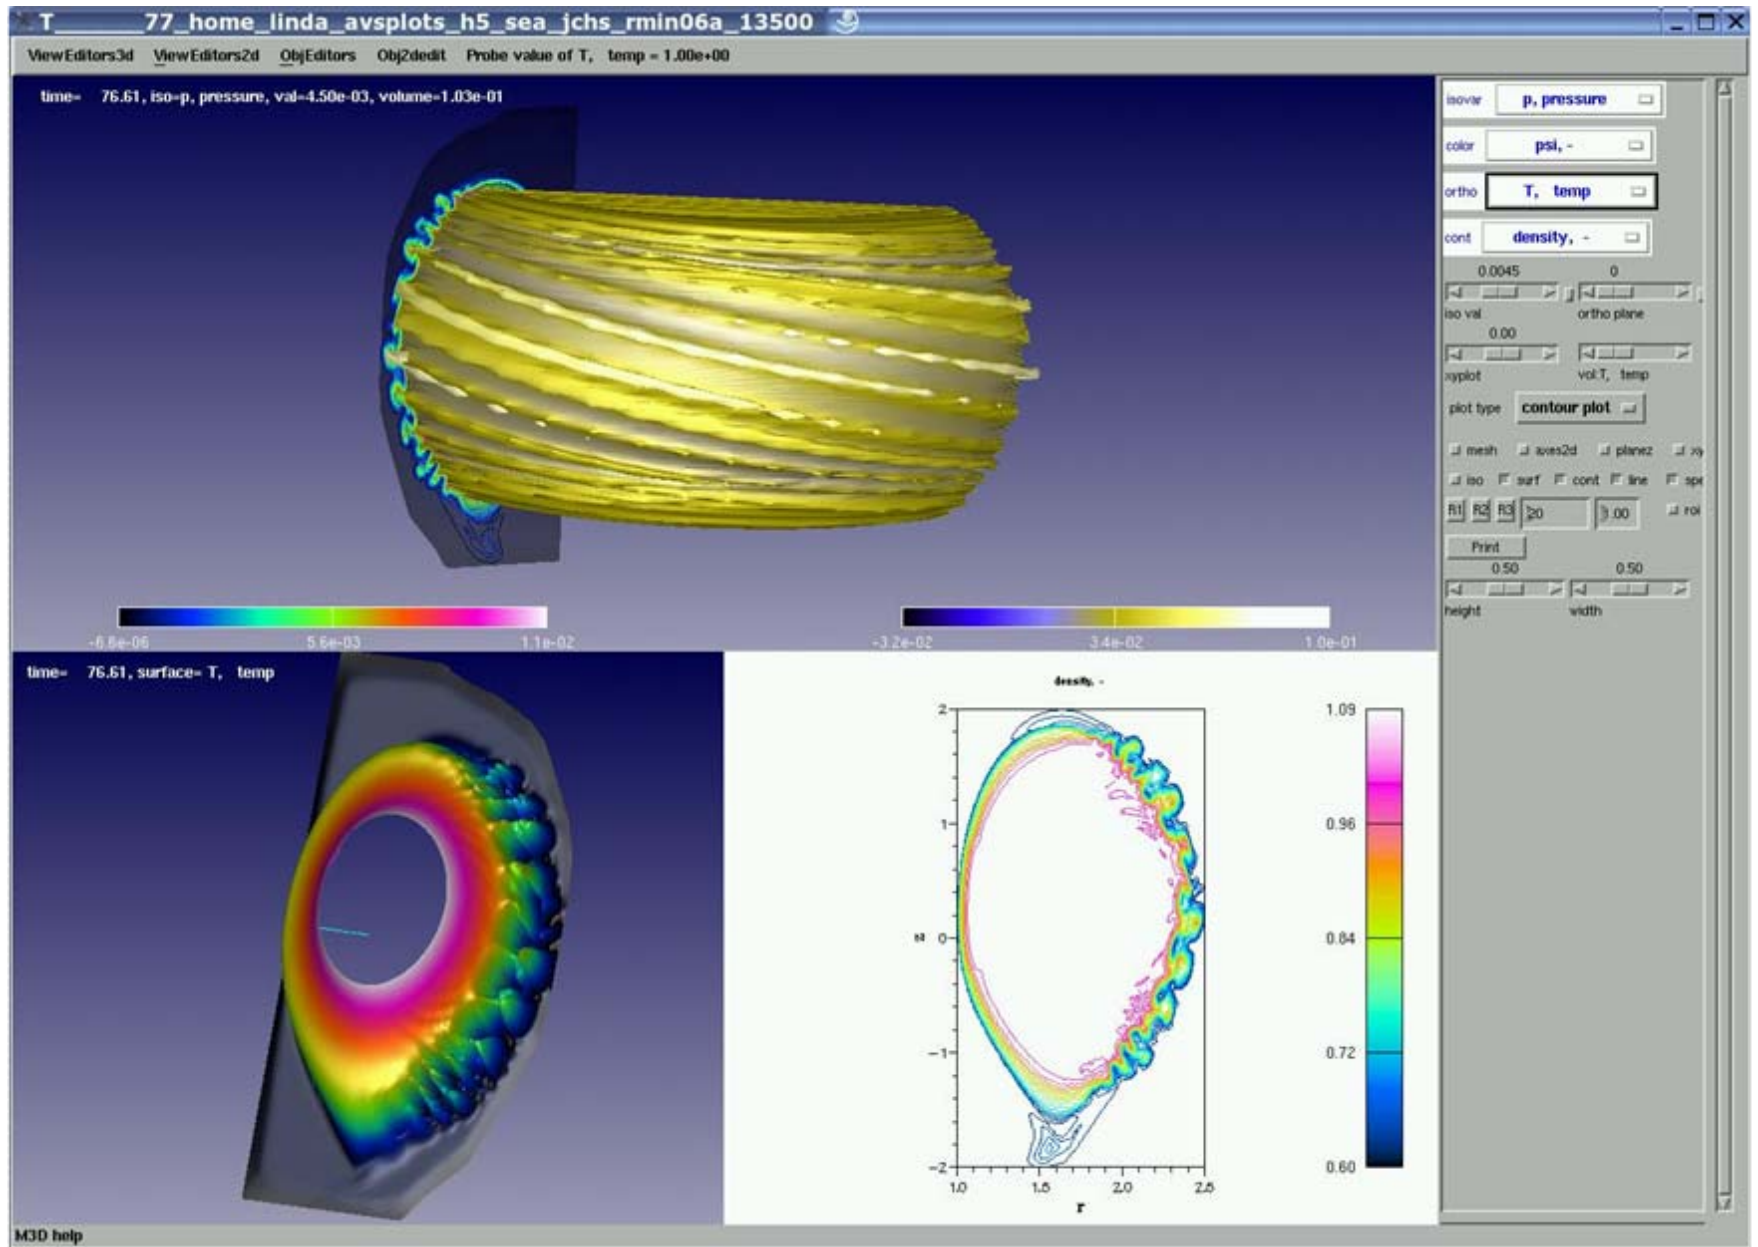 T______77_home_linda_avsplots_h5_sea_jchs_rmin06a_13500
ViewEditors3d ViewEditors2d ObjEditors Obj2dedit Probe value of T, temp = 1.00e+00
time= 76.61, iso=p, pressure, val=4.50e-03, volume=1.03e-01
isovar p, pressure
color psi, -
ortho T, temp
cont density, -
0.0045 0
iso val ortho plane
0.00
xyplot vol:T, temp
plot type contour plot
mesh axes2d planez xy
iso surf cont line spe
R1 R2 R3 20 1.00 rol
Print
0.50 0.50
height width
-6.6e-06 5.6e-03 1.1e-02 -3.2e-02 3.4e-02 1.0e-01
time= 76.61, surface= T, temp
density, -
2
1
z 0
-1
-2
1.0 1.5 2.0 2.5
r
1.09
0.96
0.84
0.72
0.60
M3D help